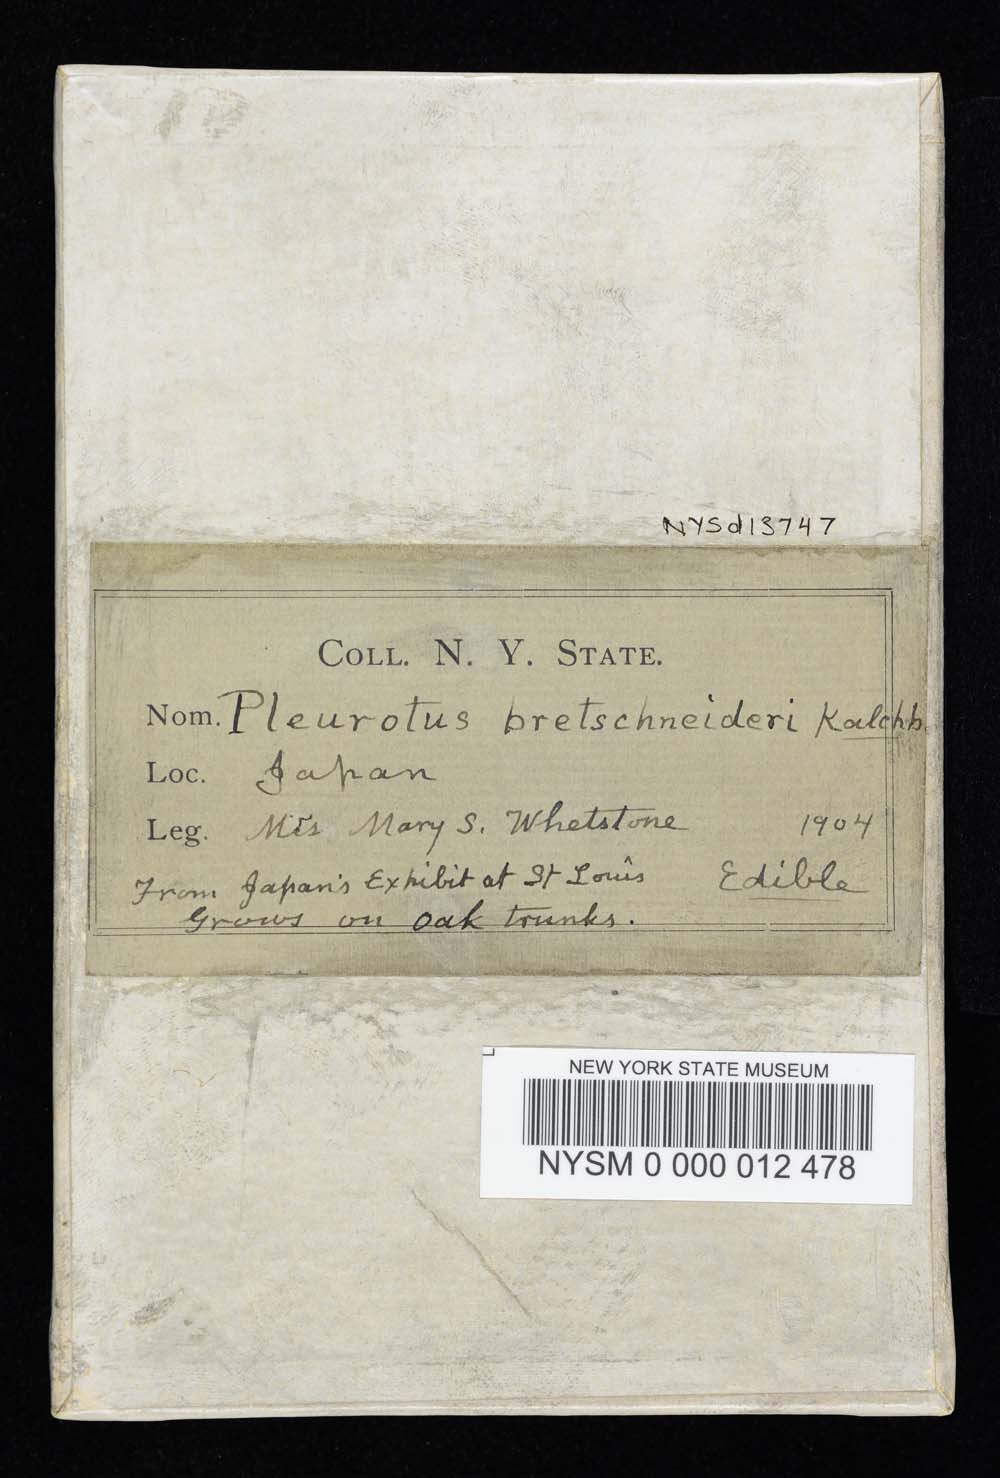 NYSd13747
COLL. N. Y. STATE.
Nom. Pleurotus bretschneideri Kalchb.
Loc. Japan
Leg. Mrs Mary S. Whetstone 1904
From Japan's Exhibit at St Louis Edible
Grows on oak trunks.
NEW YORK STATE MUSEUM
NYSM 0 000 012 478